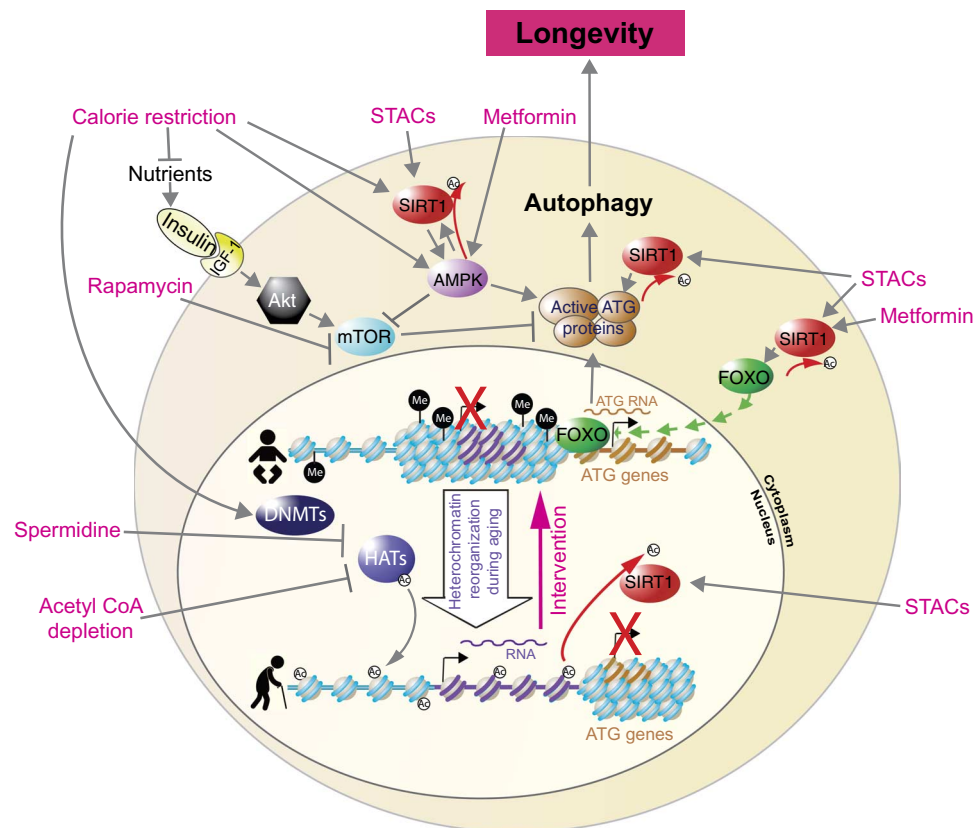 Longevity
Calorie restriction
STACs
Metformin
Nutrients
Ac
SIRT1
Autophagy
Insulin
IGF-1
SIRT1
Ac
STACs
Rapamycin
AMPK
Akt
Active ATG
proteins
mTOR
Metformin
SIRT1
FOXO
Ac
Me
X
Me
Me
Me
ATG RNA
FOXO
Me
ATG genes
Cytoplasm
Nucleus
DNMTs
Spermidine
HATs
Ac
Heterochromatin
reorganization
during aging
Intervention
Ac
SIRT1
STACs
Acetyl CoA
depletion
X
RNA
Ac
Ac
Ac
Ac
Ac
ATG genes